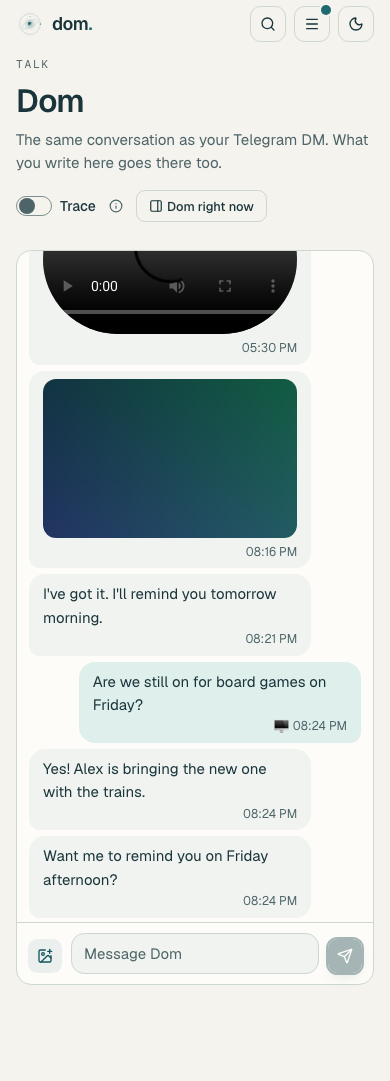 dom.
TALK
Dom
The same conversation as your Telegram DM. What
you write here goes there too.
Trace
Dom right now
0:00
05:30 PM
08:16 PM
I've got it. I'll remind you tomorrow
morning.
08:21 PM
Are we still on for board games on
Friday?
🖥️ 08:24 PM
Yes! Alex is bringing the new one
with the trains.
08:24 PM
Want me to remind you on Friday
afternoon?
08:24 PM
Message Dom